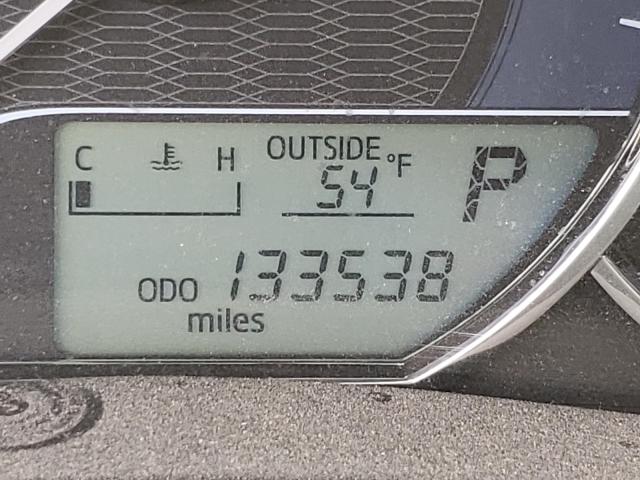 C H OUTSIDE °F P
54
ODO 133538
miles